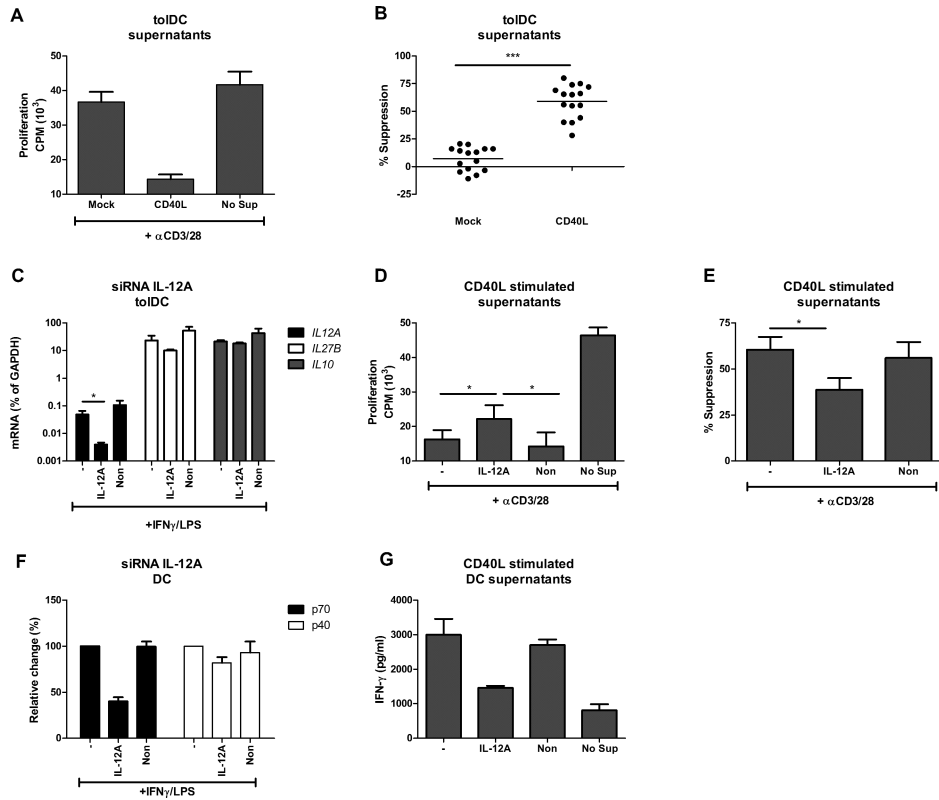 A
tolDC
supernatants
Proliferation
CPM (10³)
50
40
30
20
10
Mock
CD40L
No Sup
+ αCD3/28
B
tolDC
supernatants
% Suppression
100
75
50
25
0
-25
***
Mock
CD40L
C
siRNA IL-12A
tolDC
mRNA (% of GAPDH)
100
10
1
0.1
0.01
0.001
*
IL12A
IL27B
IL10
-
IL-12A
Non
-
IL-12A
Non
-
IL-12A
Non
+IFNγ/LPS
D
CD40L stimulated
supernatants
Proliferation
CPM (10³)
50
40
30
20
10
*
*
-
IL-12A
Non
No Sup
+ αCD3/28
E
CD40L stimulated
supernatants
% Suppression
75
50
25
0
*
-
IL-12A
Non
+ αCD3/28
F
siRNA IL-12A
DC
Relative change (%)
150
100
50
0
p70
p40
-
IL-12A
Non
-
IL-12A
Non
+IFNγ/LPS
G
CD40L stimulated
DC supernatants
IFN-γ (pg/ml)
4000
3000
2000
1000
0
-
IL-12A
Non
No Sup